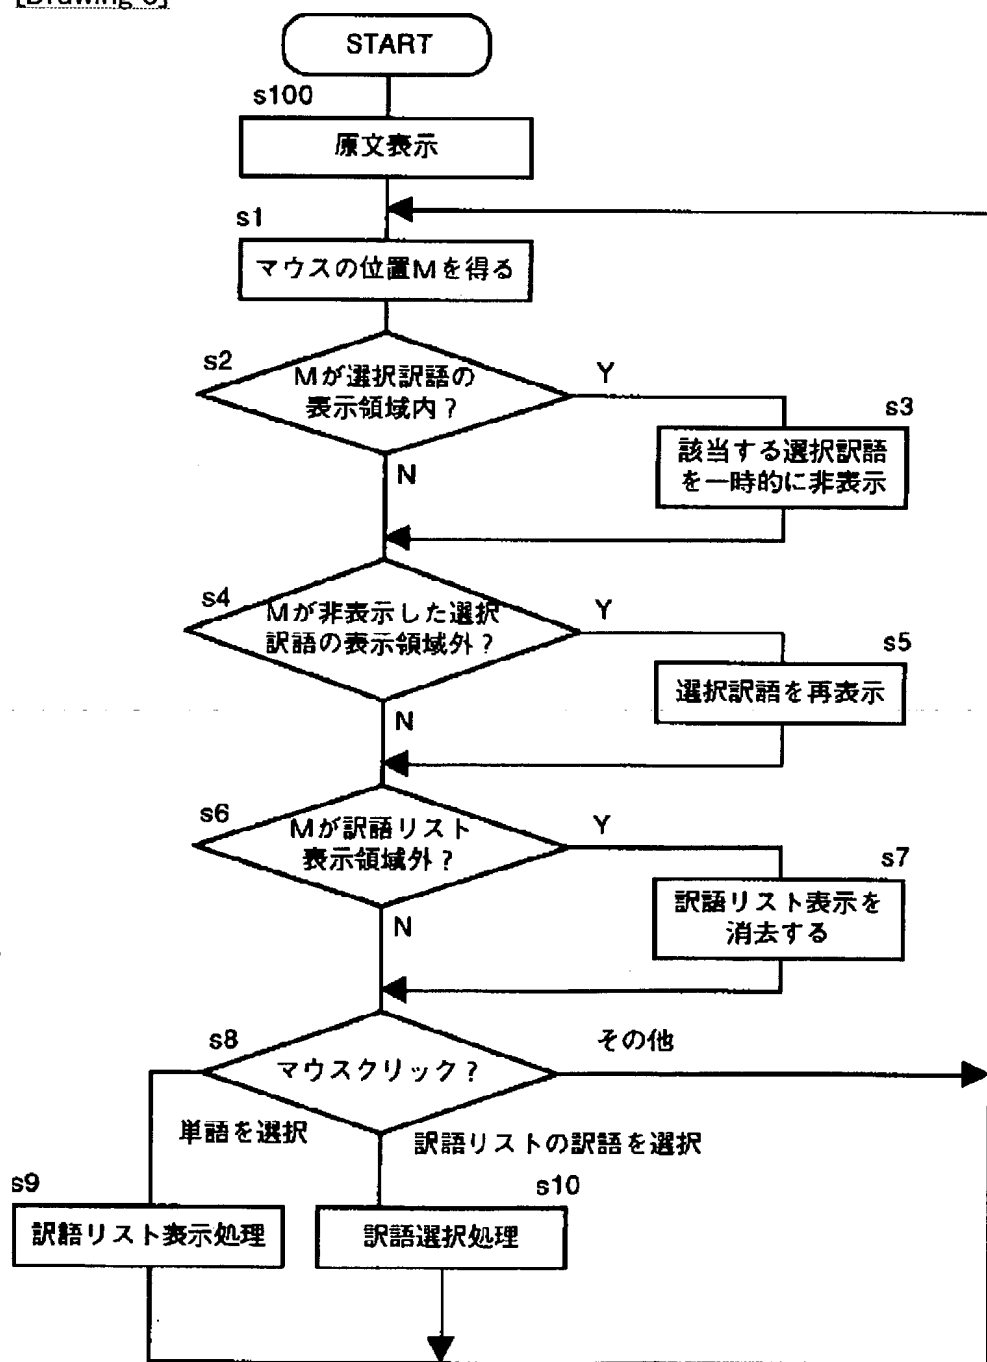 START
s100
原文表示
s1
マウスの位置Mを得る
s2
Mが選択訳語の
表示領域内？
Y
s3
該当する選択訳語
を一時的に非表示
N
s4
Mが非表示した選択
訳語の表示領域外？
Y
s5
選択訳語を再表示
N
s6
Mが訳語リスト
表示領域外？
Y
s7
訳語リスト表示を
消去する
N
s8
マウスクリック？
その他
単語を選択
訳語リストの訳語を選択
s9
訳語リスト表示処理
s10
訳語選択処理